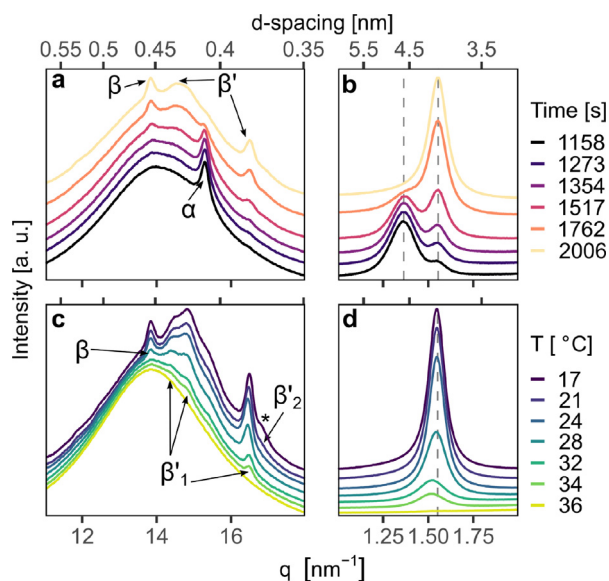 d-spacing [nm]
0.55 0.5 0.45 0.4 0.35 5.5 4.5 3.5
a β β' b
α
Time [s]
1158
1273
1354
1517
1762
2006
Intensity [a. u.]
c β β'₁ * β'₂ d
T [ °C]
17
21
24
28
32
34
36
12 14 16 1.25 1.50 1.75
q [nm⁻¹]